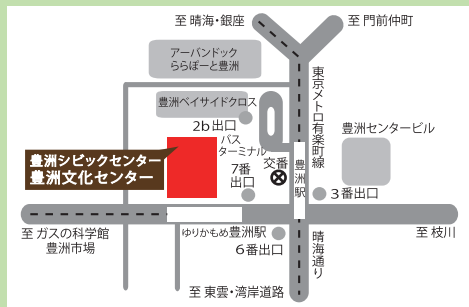 至 晴海・銀座
至 門前仲町
アーバンドック
ららぽーと豊洲
東京メトロ有楽町線
豊洲ベイサイドクロス
2b出口
バス
ターミナル
豊洲センタービル
豊洲シビックセンター
豊洲文化センター
7番
出口
交番
豊洲駅
3番出口
至 ガスの科学館
豊洲市場
ゆりかもめ豊洲駅
6番出口
晴海通り
至 枝川
至 東雲・湾岸道路